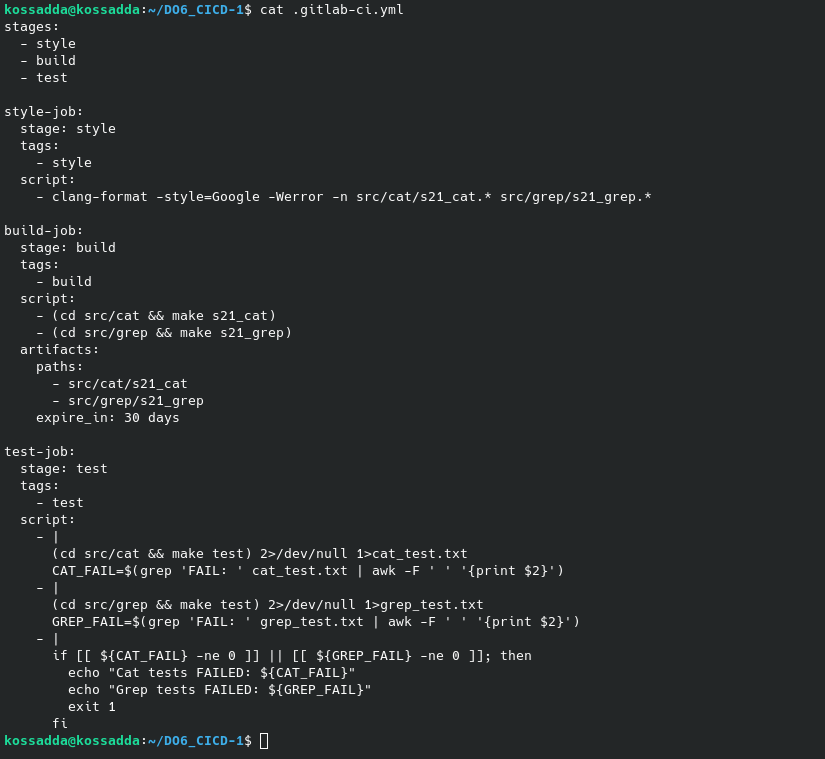 kossadda@kossadda:~/DO6_CICD-1$ cat .gitlab-ci.yml
stages:
  - style
  - build
  - test

style-job:
  stage: style
  tags:
    - style
  script:
    - clang-format -style=Google -Werror -n src/cat/s21_cat.* src/grep/s21_grep.*

build-job:
  stage: build
  tags:
    - build
  script:
    - (cd src/cat && make s21_cat)
    - (cd src/grep && make s21_grep)
  artifacts:
    paths:
      - src/cat/s21_cat
      - src/grep/s21_grep
    expire_in: 30 days

test-job:
  stage: test
  tags:
    - test
  script:
    - |
      (cd src/cat && make test) 2>/dev/null 1>cat_test.txt
      CAT_FAIL=$(grep 'FAIL: ' cat_test.txt | awk -F ' ' '{print $2}')
    - |
      (cd src/grep && make test) 2>/dev/null 1>grep_test.txt
      GREP_FAIL=$(grep 'FAIL: ' grep_test.txt | awk -F ' ' '{print $2}')
    - |
      if [[ ${CAT_FAIL} -ne 0 ]] || [[ ${GREP_FAIL} -ne 0 ]]; then
        echo "Cat tests FAILED: ${CAT_FAIL}"
        echo "Grep tests FAILED: ${GREP_FAIL}"
        exit 1
      fi
kossadda@kossadda:~/DO6_CICD-1$